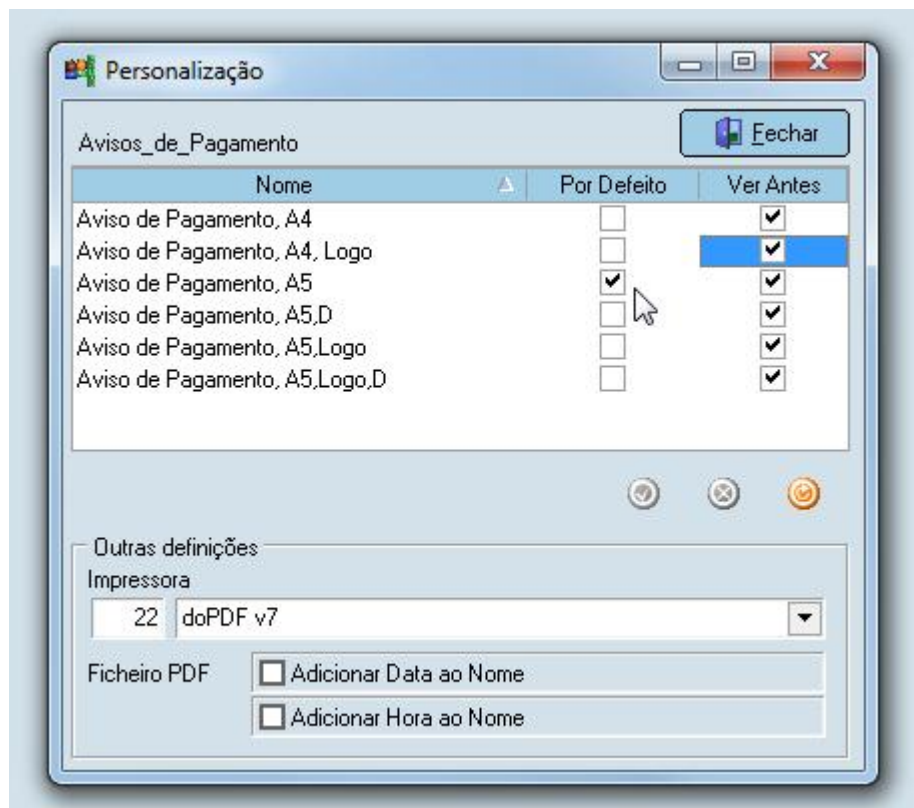 Personalização
Avisos_de_Pagamento
Fechar
Nome Por Defeito Ver Antes
Aviso de Pagamento, A4
Aviso de Pagamento, A4, Logo
Aviso de Pagamento, A5
Aviso de Pagamento, A5,D
Aviso de Pagamento, A5,Logo
Aviso de Pagamento, A5,Logo,D
Outras definições
Impressora
22 doPDF v7
Ficheiro PDF Adicionar Data ao Nome
Adicionar Hora ao Nome